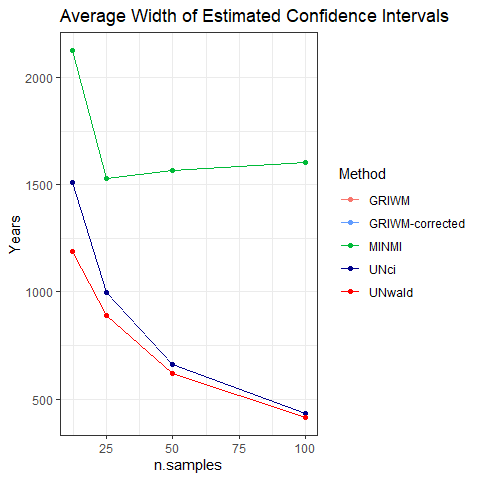 Average Width of Estimated Confidence Intervals
Years
2000
1500
1000
500
25
50
75
100
n.samples
Method
GRIWM
GRIWM-corrected
MINMI
UNci
UNwald